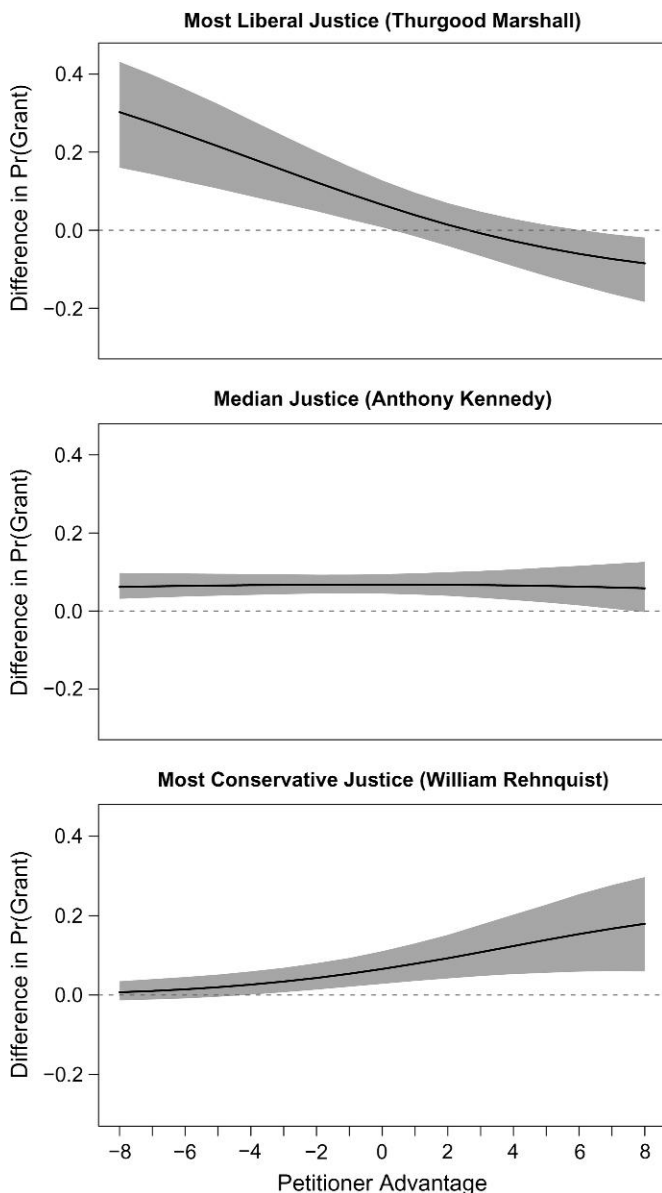 Most Liberal Justice (Thurgood Marshall)
Difference in Pr(Grant)
0.4
0.2
0.0
−0.2
Median Justice (Anthony Kennedy)
Difference in Pr(Grant)
0.4
0.2
0.0
−0.2
Most Conservative Justice (William Rehnquist)
Difference in Pr(Grant)
0.4
0.2
0.0
−0.2
−8 −6 −4 −2 0 2 4 6 8
Petitioner Advantage